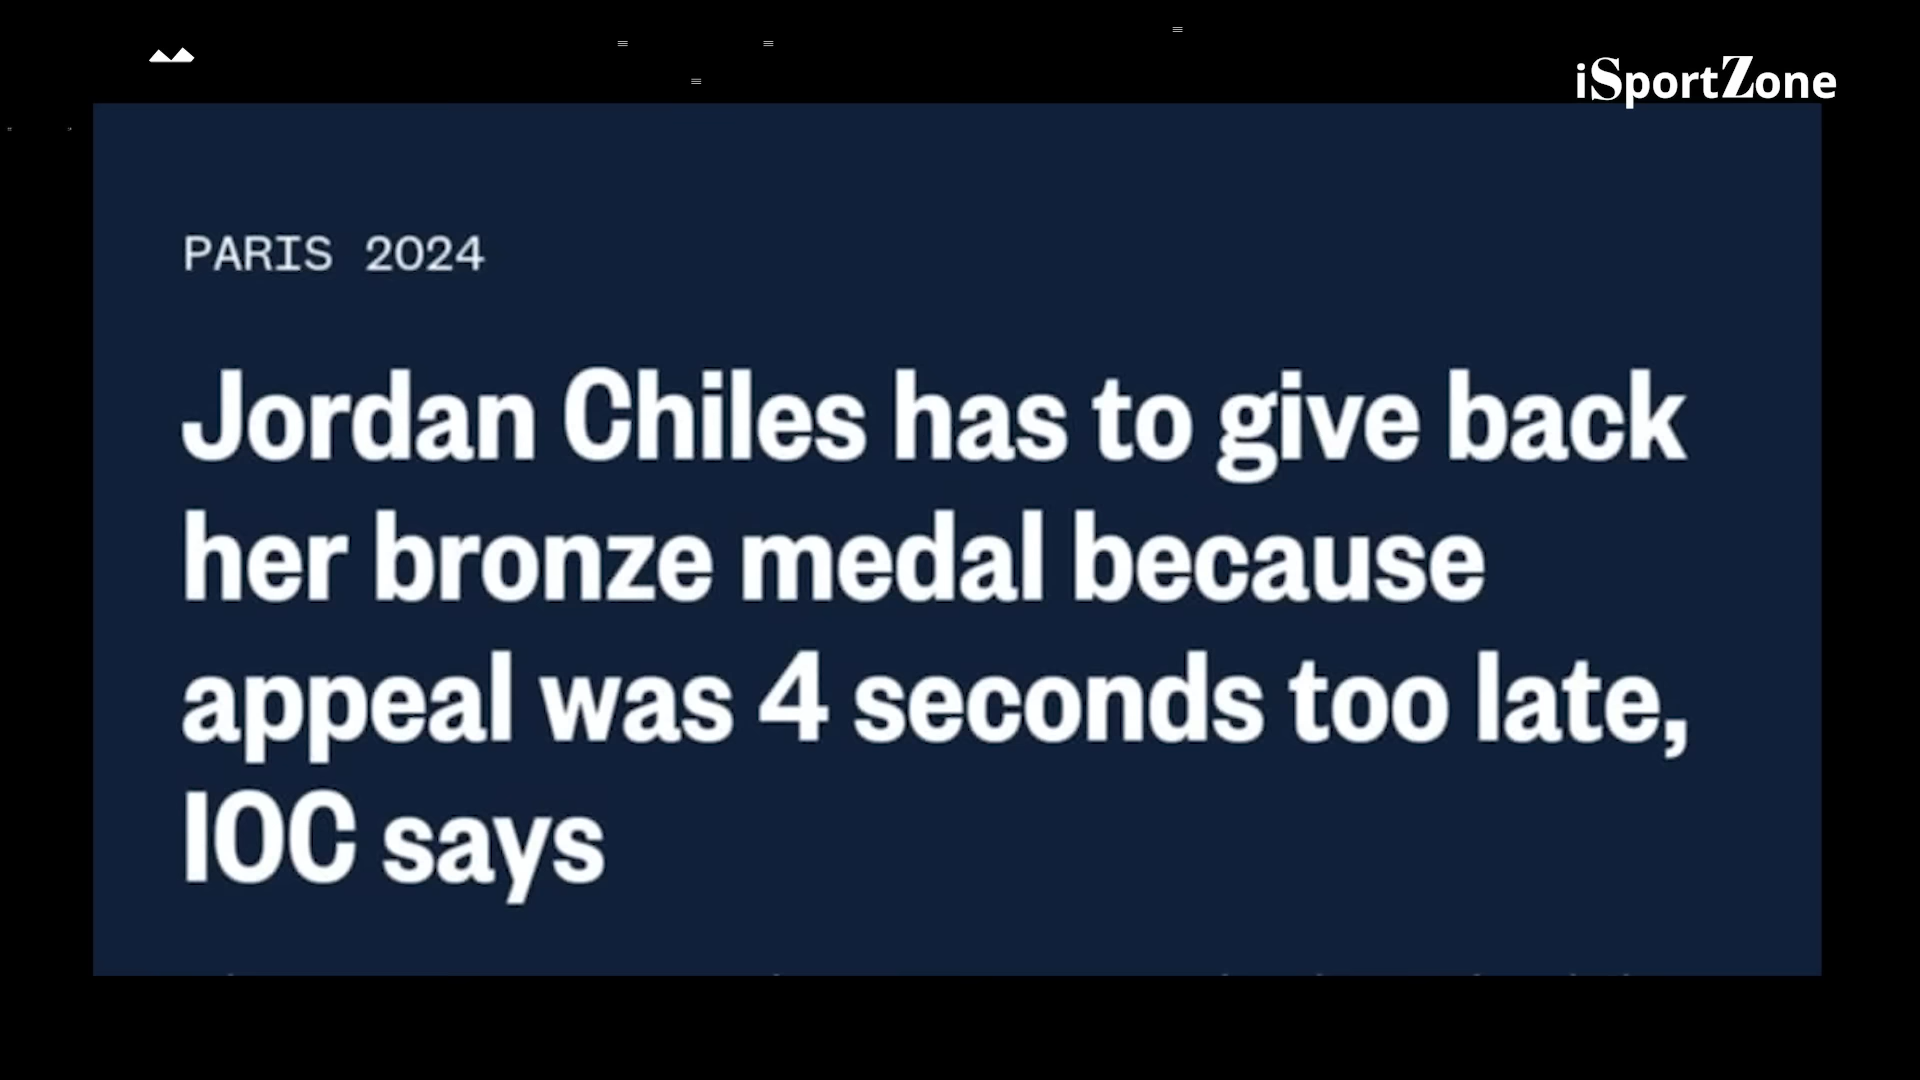 iSportZone
PARIS 2024
Jordan Chiles has to give back
her bronze medal because
appeal was 4 seconds too late,
IOC says